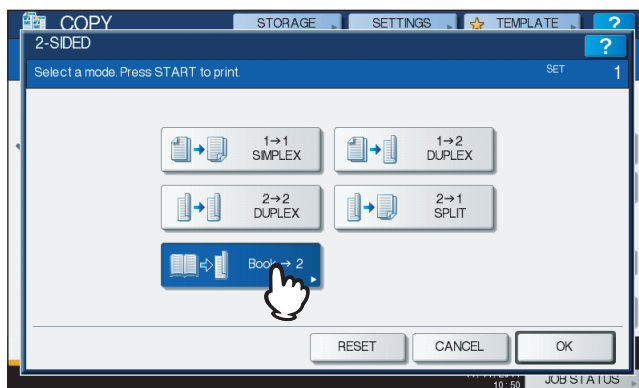 COPY STORAGE SETTINGS TEMPLATE ?
2-SIDED ?
Select a mode. Press START to print. SET 1
1→1
SIMPLEX
1→2
DUPLEX
2→2
DUPLEX
2→1
SPLIT
Book → 2
RESET CANCEL OK
10:50 JOB STATUS